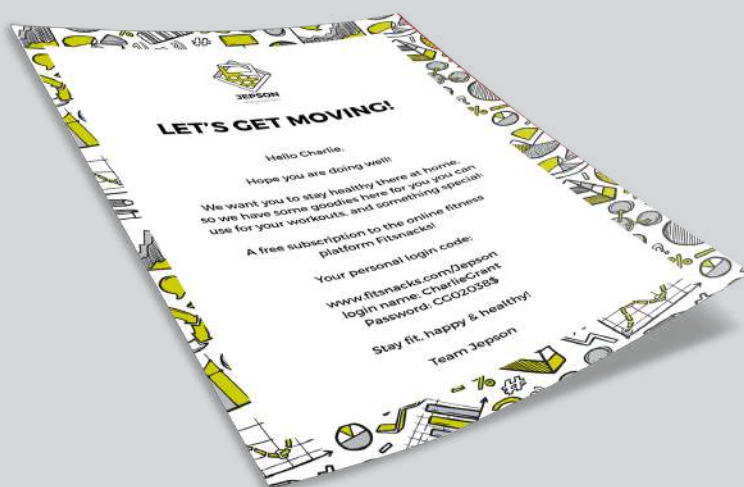 JEPSON
LET'S GET MOVING!
Hello Charlie,
Hope you are doing well!
We want you to stay healthy there at home,
so we have some goodies here for you you can
use for your workouts, and something special:
A free subscription to the online fitness
platform Fitsnacks!
Your personal login code:
www.fitsnacks.com/Jepson
login name: CharlieGrant
Password: CG02038$
Stay fit, happy & healthy!
Team Jepson